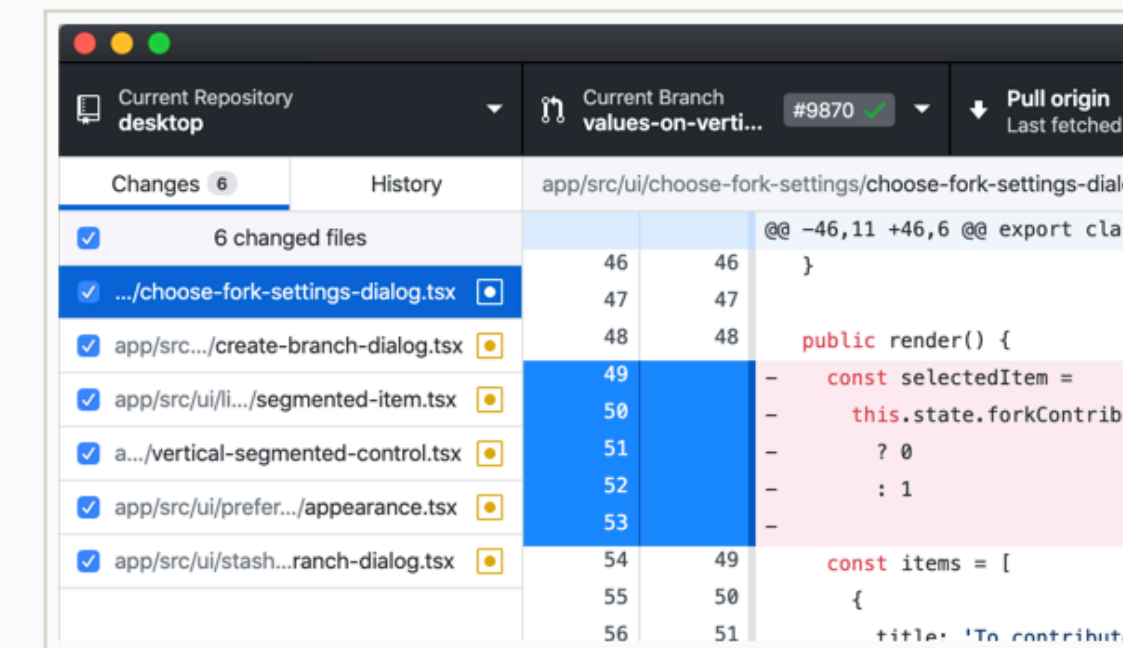 Current Repository
desktop
Current Branch
values-on-verti...
#9870
Pull origin
Last fetched
Changes 6
History
app/src/ui/choose-fork-settings/choose-fork-settings-dial
6 changed files
.../choose-fork-settings-dialog.tsx
app/src.../create-branch-dialog.tsx
app/src/ui/li.../segmented-item.tsx
a.../vertical-segmented-control.tsx
app/src/ui/prefer.../appearance.tsx
app/src/ui/stash...ranch-dialog.tsx
@@ -46,11 +46,6 @@ export cla
46 46 }
47 47
48 48 public render() {
49 - const selectedItem =
50 - this.state.forkContrib
51 - ? 0
52 - : 1
53 -
54 49 const items = [
55 50 {
56 51 title: 'To contribut